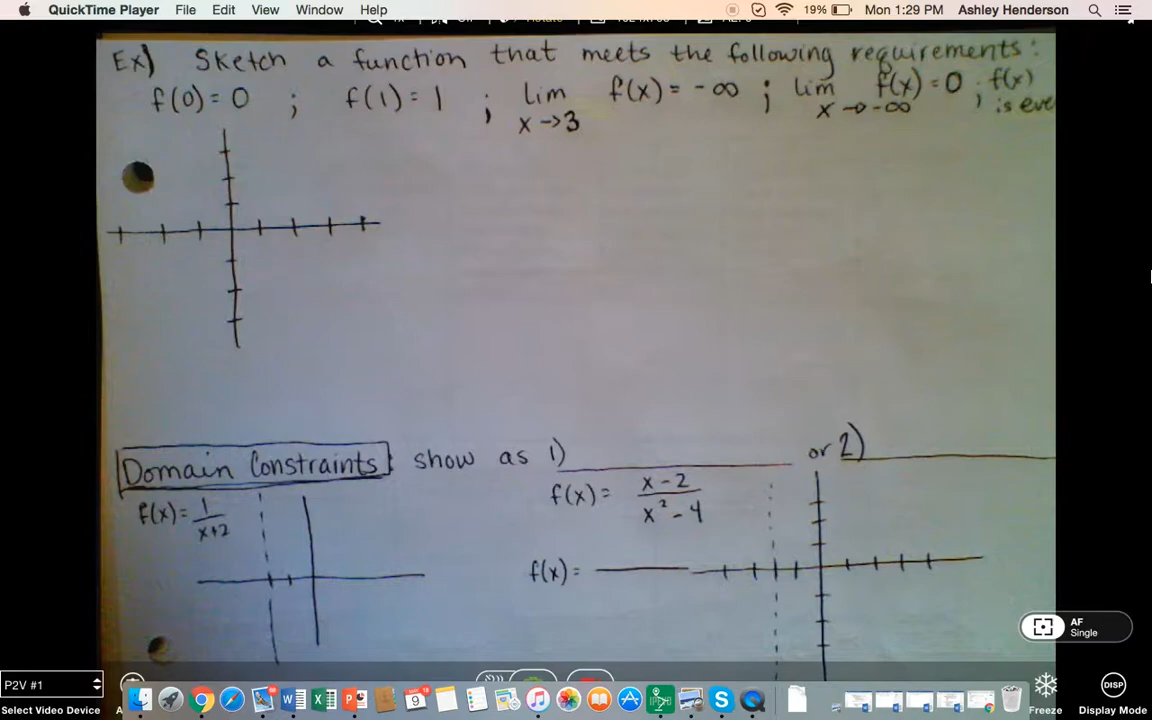 QuickTime Player File Edit View Window Help 19% Mon 1:29 PM Ashley Henderson
Ex) Sketch a function that meets the following requirements:
f(0) = 0 ; f(1) = 1 ; lim f(x) = -∞ ; lim f(x) = 0 ; f(x)
x → 3 x → -∞ is eve
Domain Constraints: show as 1) or 2)
f(x) = 1/(x+2)
f(x) = (x-2)/(x²-4)
f(x) =
AF
Single
P2V #1
Select Video Device
Freeze
DISP
Display Mode